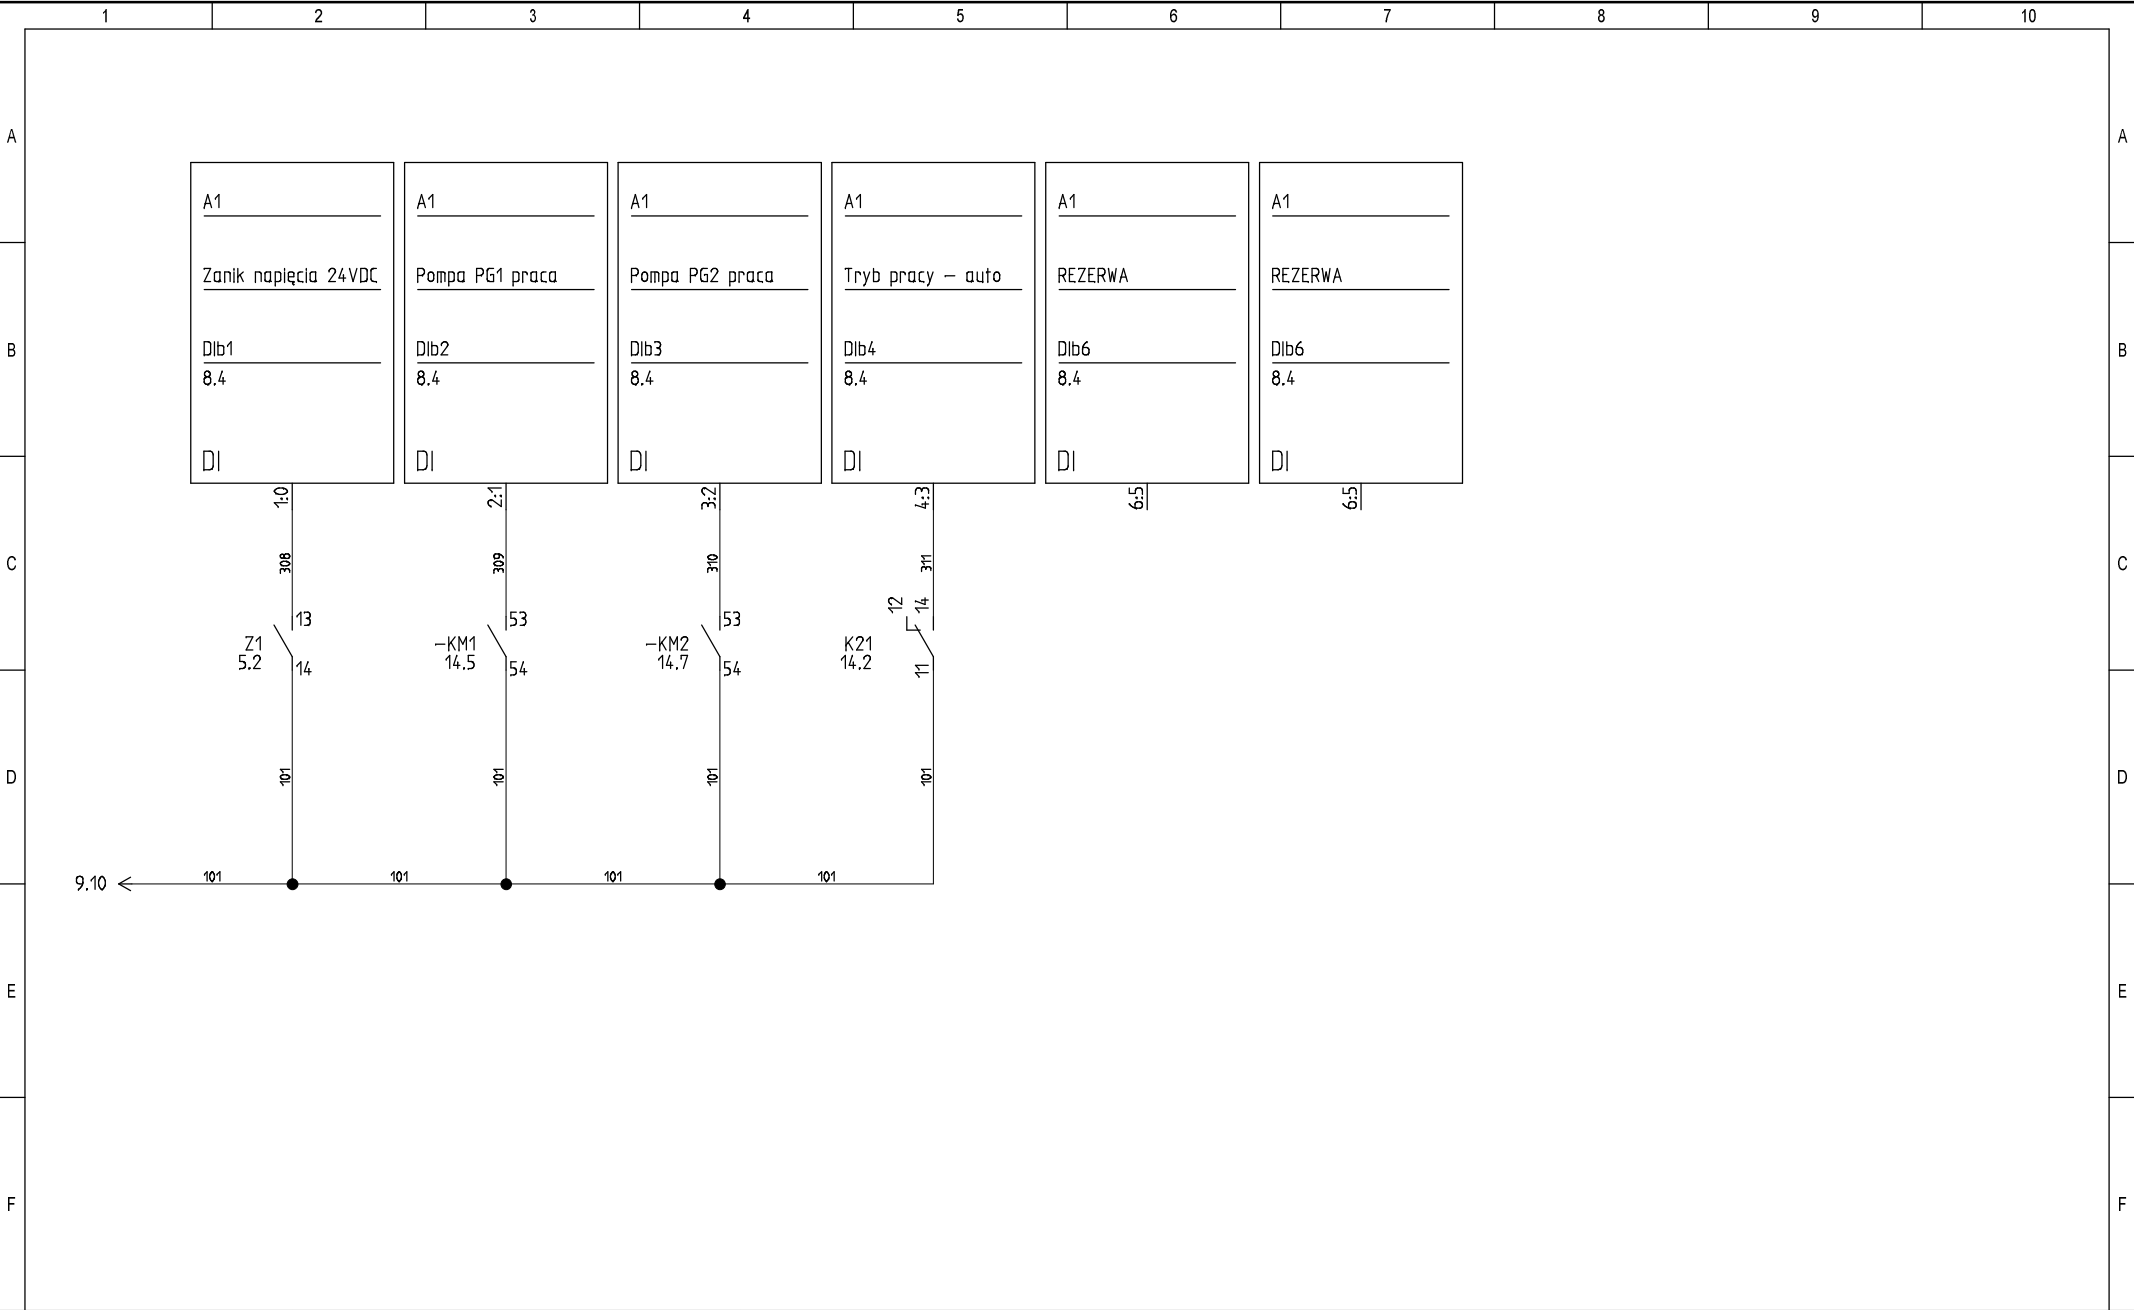 1 2 3 4 5 6 7 8 9 10
A A
A1 A1 A1 A1 A1 A1
Zanik napięcia 24VDC Pompa PG1 praca Pompa PG2 praca Tryb pracy – auto REZERWA REZERWA
B B
DIb1 DIb2 DIb3 DIb4 DIb6 DIb6
8.4 8.4 8.4 8.4 8.4 8.4
DI DI DI DI DI DI
1:0 2:1 3:2 4:3 6:5 6:5
C C
308 309 310 311
12 14
13 53 53
Z1 -KM1 -KM2 K21
5.2 14.5 14.7 14.2
14 54 54 11
D D
101 101 101 101
101 101 101 101
9.10
E E
F F